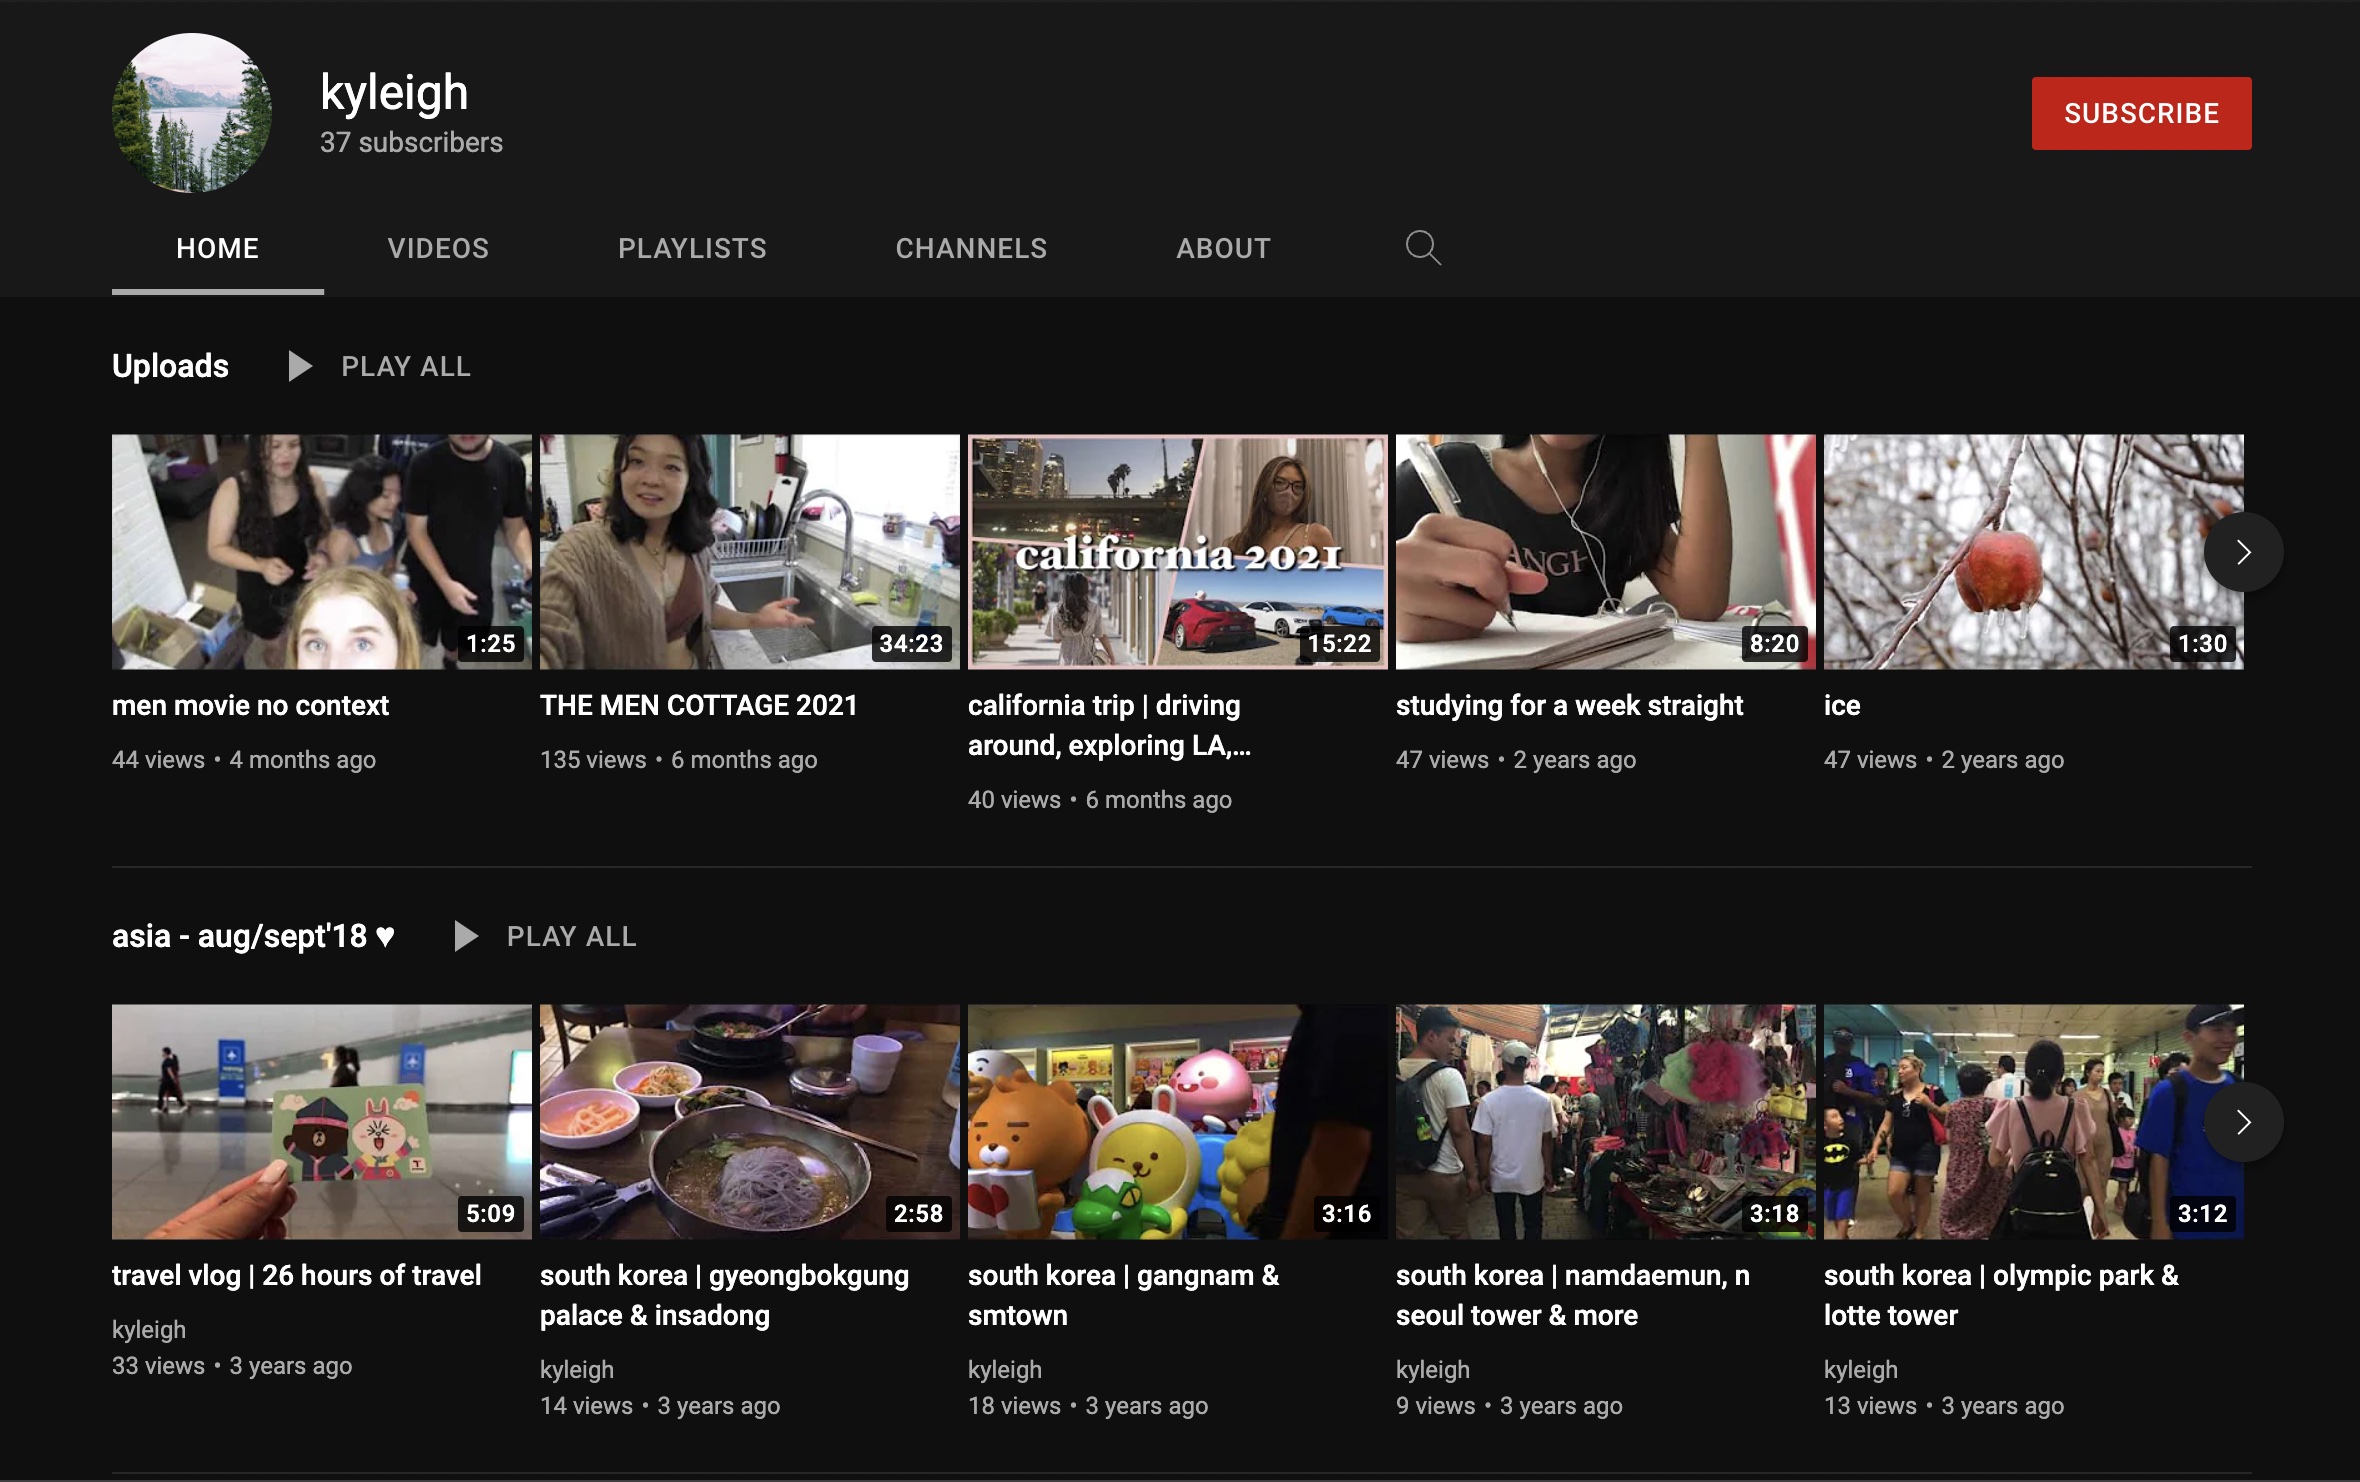 kyleigh
37 subscribers
SUBSCRIBE
HOME
VIDEOS
PLAYLISTS
CHANNELS
ABOUT
Uploads
PLAY ALL
1:25
men movie no context
44 views • 4 months ago
34:23
THE MEN COTTAGE 2021
135 views • 6 months ago
california 2021
15:22
california trip | driving
around, exploring LA,...
40 views • 6 months ago
8:20
studying for a week straight
47 views • 2 years ago
1:30
ice
47 views • 2 years ago
asia - aug/sept'18 ♥
PLAY ALL
5:09
travel vlog | 26 hours of travel
kyleigh
33 views • 3 years ago
2:58
south korea | gyeongbokgung
palace & insadong
kyleigh
14 views • 3 years ago
3:16
south korea | gangnam &
smtown
kyleigh
18 views • 3 years ago
3:18
south korea | namdaemun, n
seoul tower & more
kyleigh
9 views • 3 years ago
3:12
south korea | olympic park &
lotte tower
kyleigh
13 views • 3 years ago